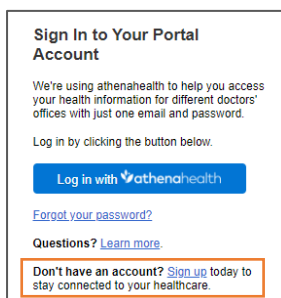 Sign In to Your Portal
Account
We're using athenahealth to help you access
your health information for different doctors'
offices with just one email and password.
Log in by clicking the button below.
Log in with athenahealth
Forgot your password?
Questions? Learn more.
Don't have an account? Sign up today to
stay connected to your healthcare.